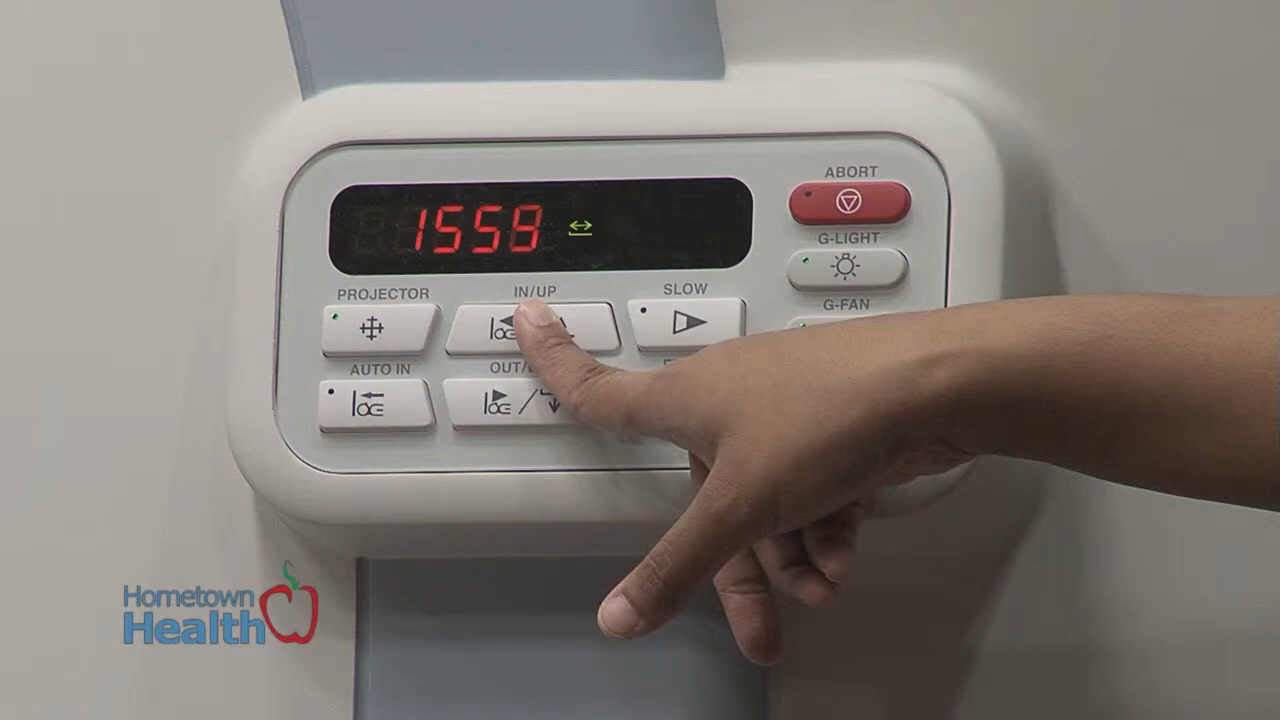 ABORT
1558
G-LIGHT
PROJECTOR
IN/UP
SLOW
G-FAN
AUTO IN
Hometown
Health